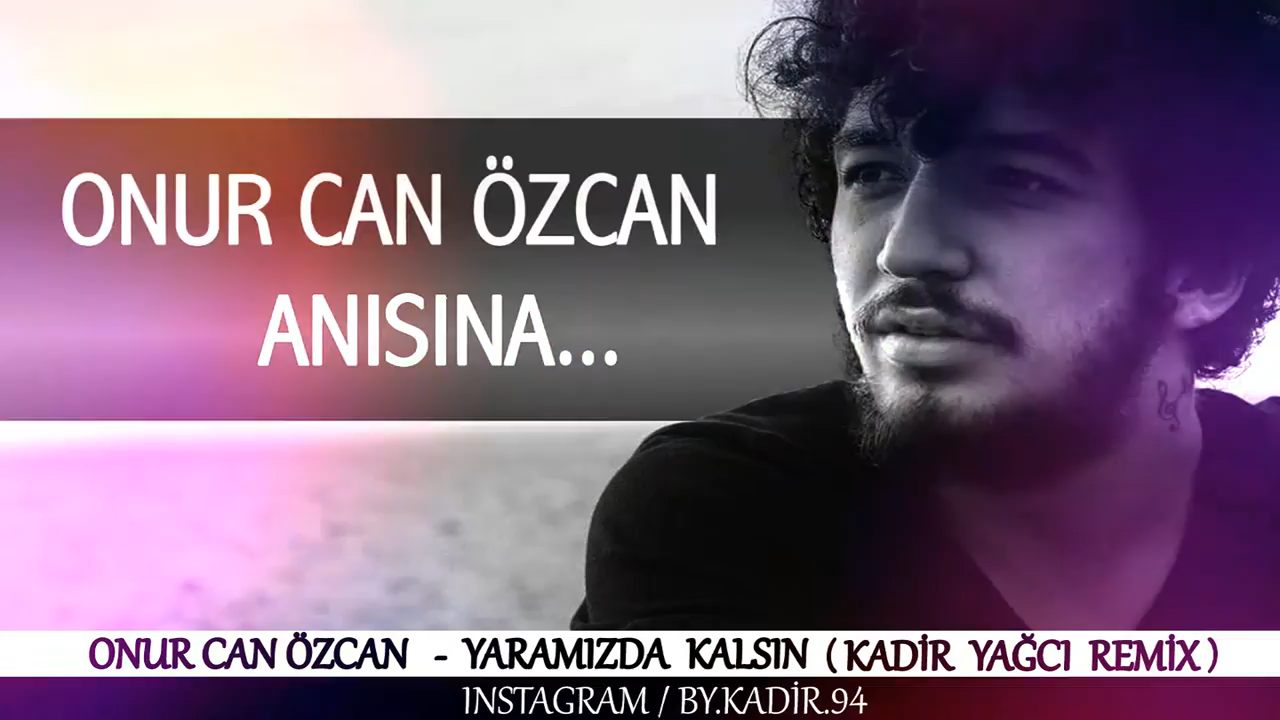 ONUR CAN ÖZCAN
ANISINA...
ONUR CAN ÖZCAN - YARAMIZDA KALSIN ( KADİR YAĞCI REMİX )
INSTAGRAM / BY.KADİR.94